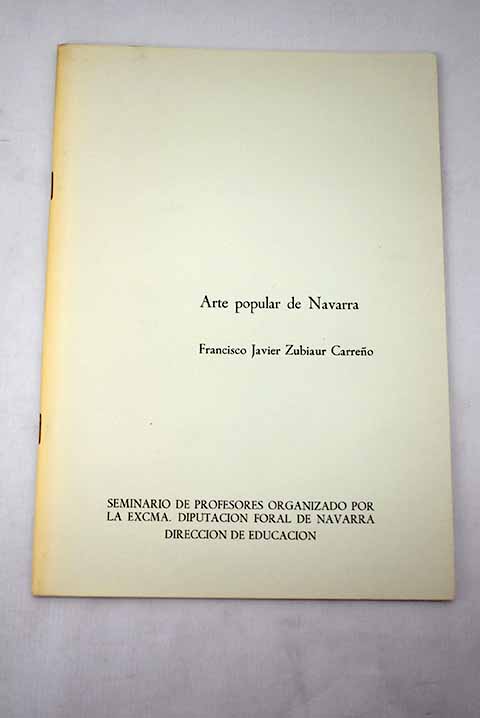 Arte popular de Navarra
Francisco Javier Zubiaur Carreño
SEMINARIO DE PROFESORES ORGANIZADO POR
LA EXCMA. DIPUTACION FORAL DE NAVARRA
DIRECCION DE EDUCACION